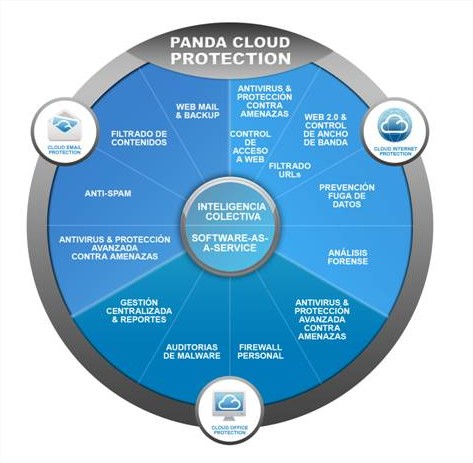 PANDA CLOUD
PROTECTION
CLOUD EMAIL
PROTECTION
CLOUD INTERNET
PROTECTION
WEB MAIL
& BACKUP
FILTRADO DE
CONTENIDOS
ANTI-SPAM
ANTIVIRUS & PROTECCIÓN
AVANZADA
CONTRA AMENAZAS
ANTIVIRUS &
PROTECCIÓN
CONTRA
AMENAZAS
CONTROL
DE
ACCESO
A WEB
WEB 2.0 &
CONTROL
DE ANCHO
DE BANDA
FILTRADO
URLs
PREVENCIÓN
FUGA DE
DATOS
ANÁLISIS
FORENSE
INTELIGENCIA
COLECTIVA
SOFTWARE-AS-
A-SERVICE
GESTIÓN
CENTRALIZADA
& REPORTES
AUDITORIAS
DE MALWARE
FIREWALL
PERSONAL
ANTIVIRUS &
PROTECCIÓN
AVANZADA
CONTRA
AMENAZAS
CLOUD OFFICE
PROTECTION